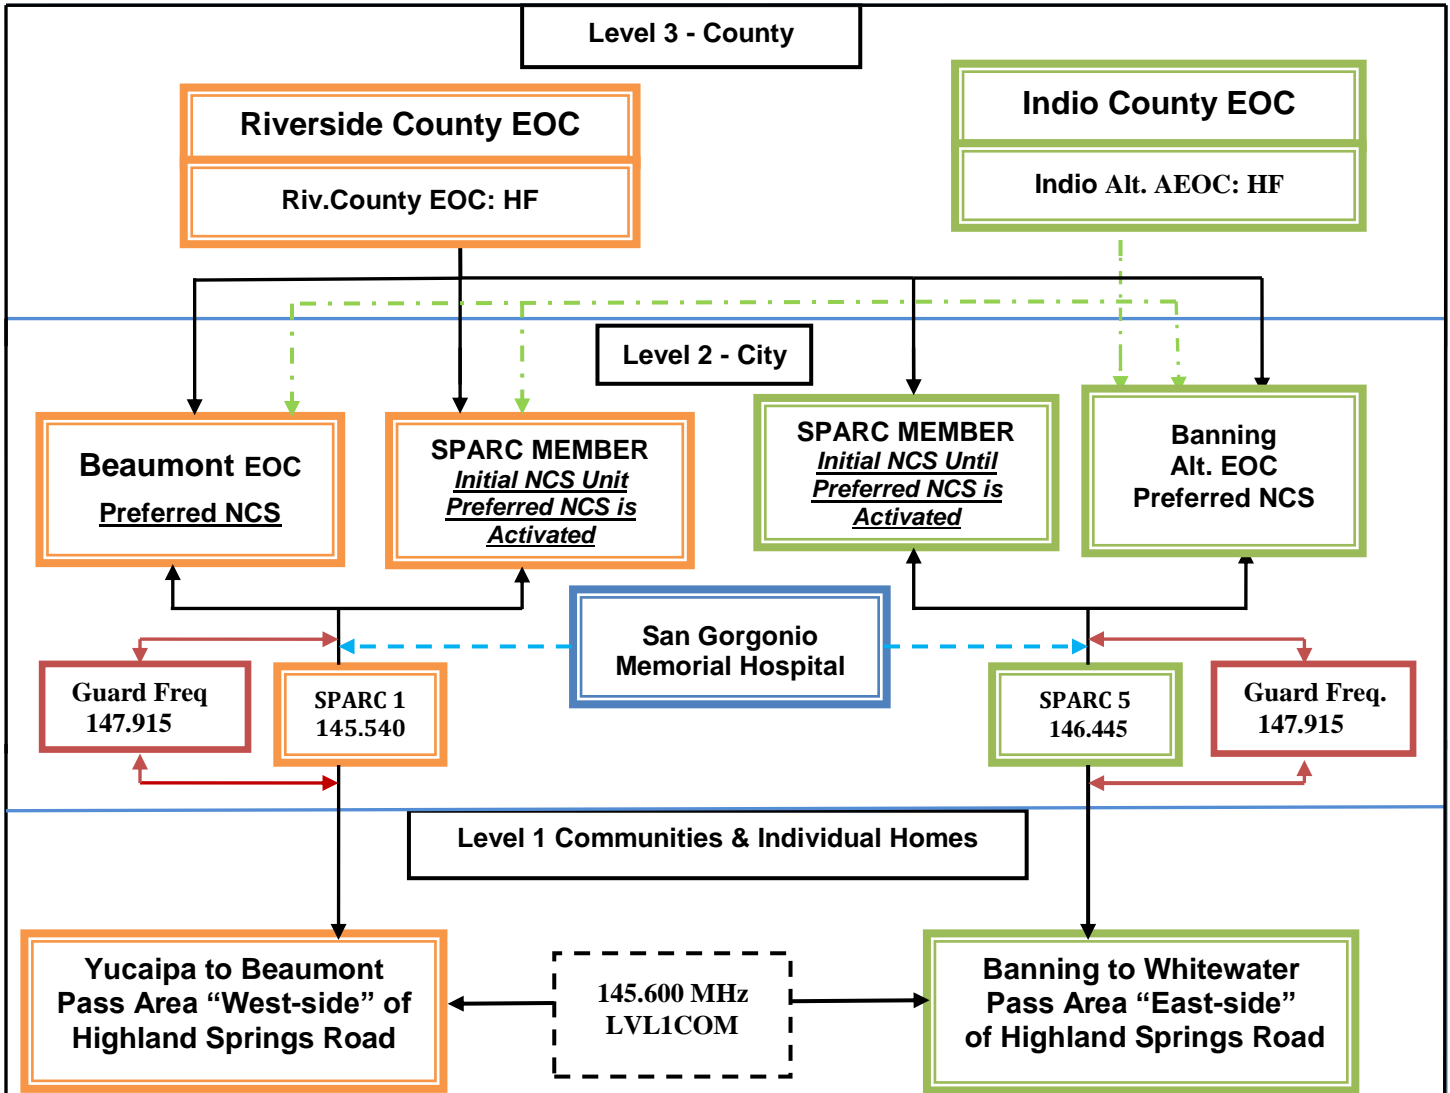 Level 3 - County
Riverside County EOC
Riv.County EOC: HF
Indio County EOC
Indio Alt. AEOC: HF
Level 2 - City
Beaumont EOC
Preferred NCS
SPARC MEMBER
Initial NCS Unit
Preferred NCS is
Activated
SPARC MEMBER
Initial NCS Until
Preferred NCS is
Activated
Banning
Alt. EOC
Preferred NCS
San Gorgonio
Memorial Hospital
Guard Freq
147.915
SPARC 1
145.540
SPARC 5
146.445
Guard Freq.
147.915
Level 1 Communities & Individual Homes
Yucaipa to Beaumont
Pass Area “West-side” of
Highland Springs Road
145.600 MHz
LVL1COM
Banning to Whitewater
Pass Area “East-side”
of Highland Springs Road